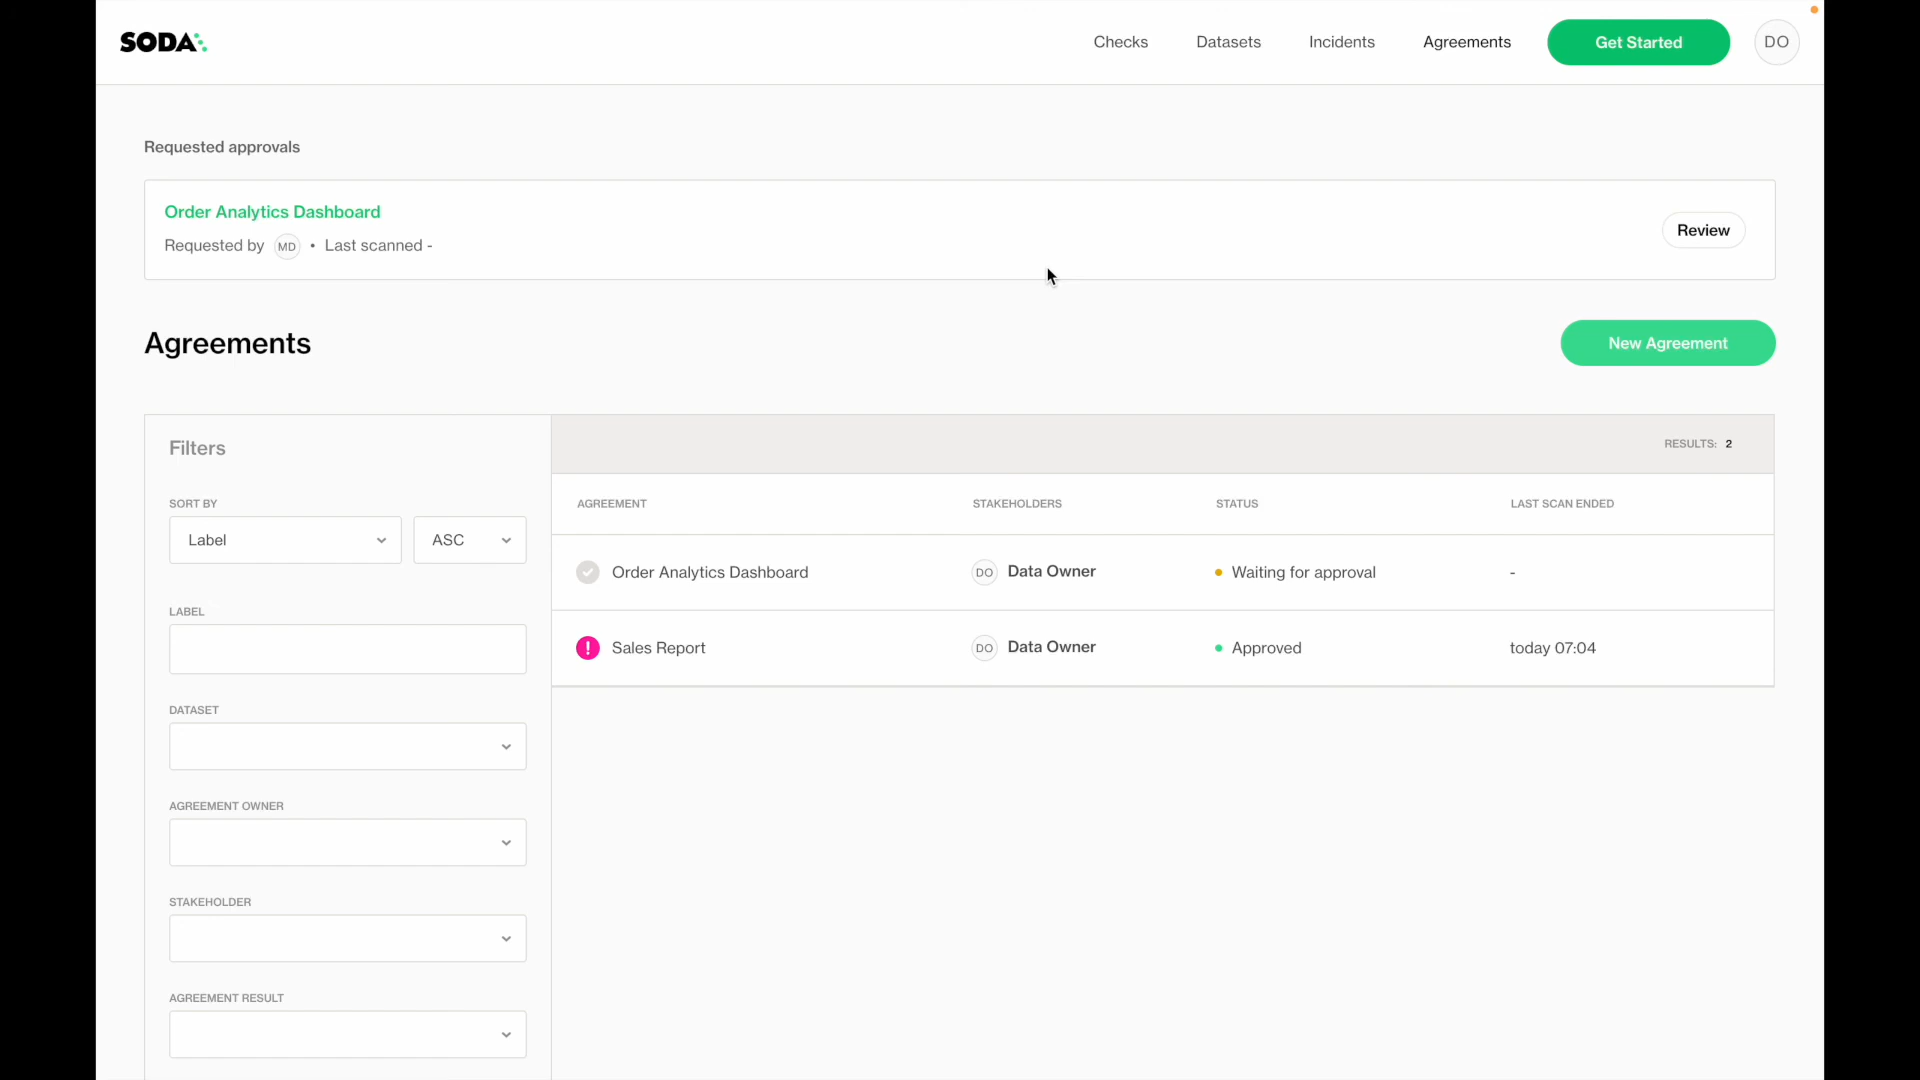 SODA
Checks
Datasets
Incidents
Agreements
Get Started
DO
Requested approvals
Order Analytics Dashboard
Requested by MD • Last scanned -
Review
Agreements
New Agreement
Filters
RESULTS: 2
SORT BY
Label
ASC
LABEL
DATASET
AGREEMENT OWNER
STAKEHOLDER
AGREEMENT RESULT
AGREEMENT STAKEHOLDERS STATUS LAST SCAN ENDED
Order Analytics Dashboard DO Data Owner Waiting for approval -
! Sales Report DO Data Owner Approved today 07:04